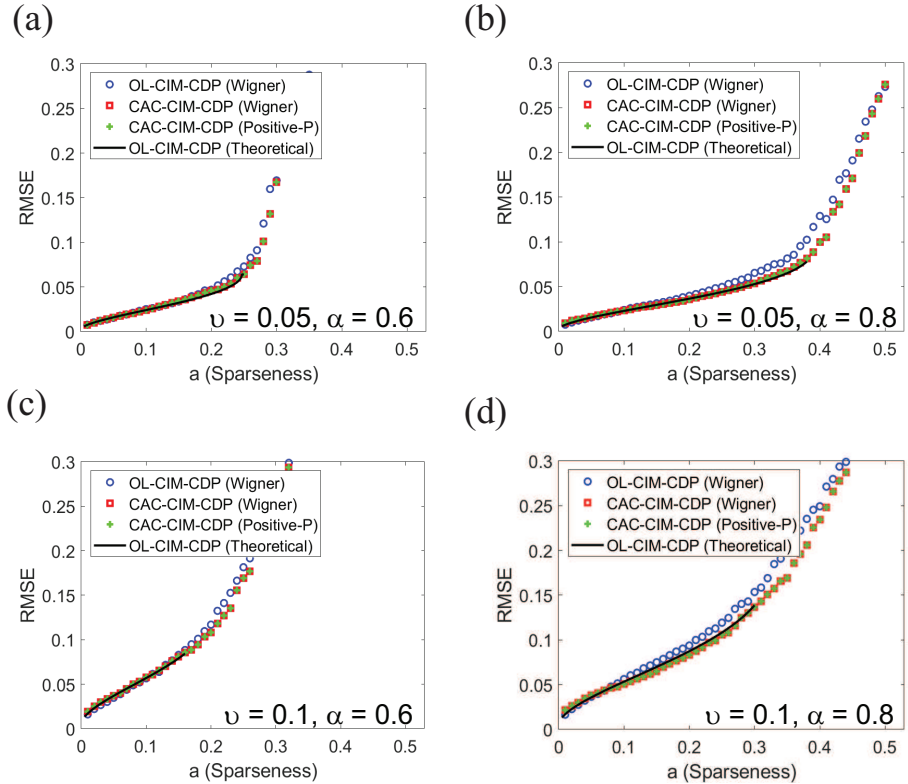 (a)
0.3
0.25
0.2
0.15
0.1
0.05
0
RMSE
OL-CIM-CDP (Wigner)
CAC-CIM-CDP (Wigner)
CAC-CIM-CDP (Positive-P)
OL-CIM-CDP (Theoretical)
υ = 0.05, α = 0.6
0 0.1 0.2 0.3 0.4 0.5
a (Sparseness)
(b)
0.3
0.25
0.2
0.15
0.1
0.05
0
RMSE
OL-CIM-CDP (Wigner)
CAC-CIM-CDP (Wigner)
CAC-CIM-CDP (Positive-P)
OL-CIM-CDP (Theoretical)
υ = 0.05, α = 0.8
0 0.1 0.2 0.3 0.4 0.5
a (Sparseness)
(c)
0.3
0.25
0.2
0.15
0.1
0.05
0
RMSE
OL-CIM-CDP (Wigner)
CAC-CIM-CDP (Wigner)
CAC-CIM-CDP (Positive-P)
OL-CIM-CDP (Theoretical)
υ = 0.1, α = 0.6
0 0.1 0.2 0.3 0.4 0.5
a (Sparseness)
(d)
0.3
0.25
0.2
0.15
0.1
0.05
0
RMSE
OL-CIM-CDP (Wigner)
CAC-CIM-CDP (Wigner)
CAC-CIM-CDP (Positive-P)
OL-CIM-CDP (Theoretical)
υ = 0.1, α = 0.8
0 0.1 0.2 0.3 0.4 0.5
a (Sparseness)